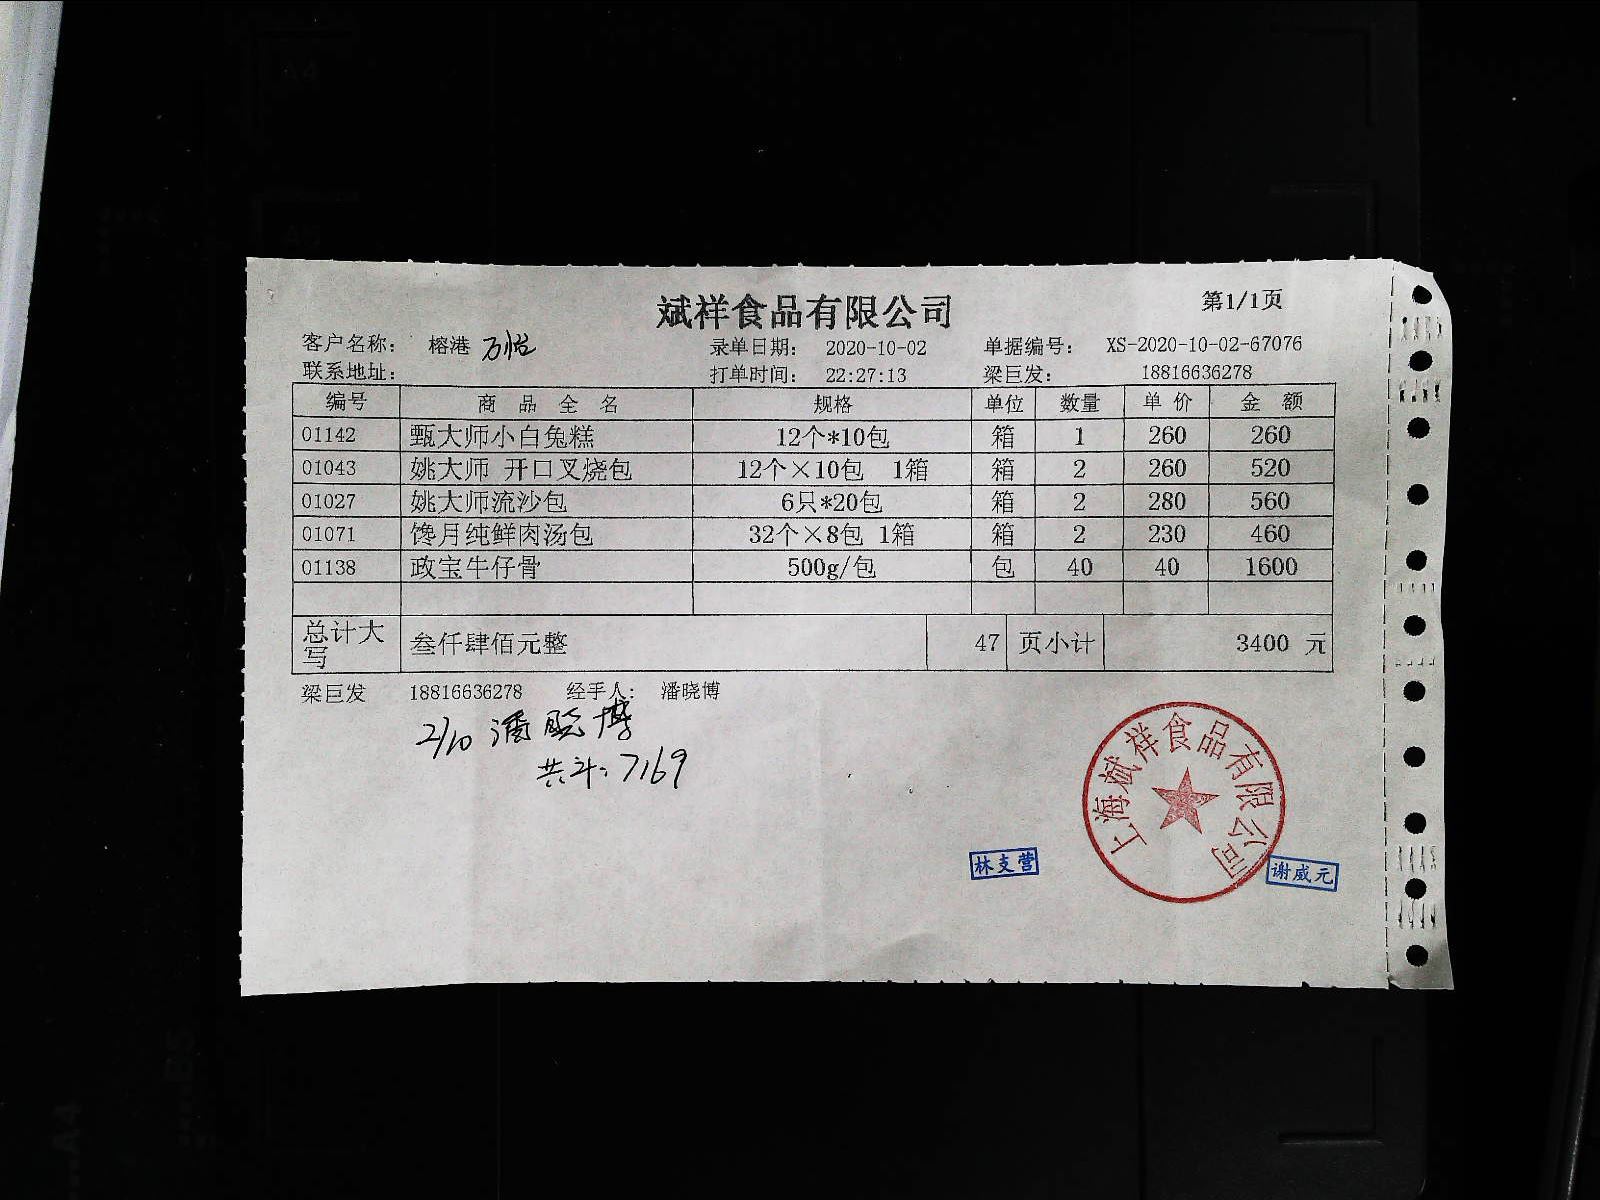 斌祥食品有限公司
第1/1页
客户名称： 榕港 万怡 录单日期： 2020-10-02 单据编号： XS-2020-10-02-67076
联系地址： 打单时间： 22:27:13 梁巨发： 18816636278
编号 商 品 全 名 规格 单位 数量 单 价 金 额
01142 甄大师小白兔糕 12个*10包 箱 1 260 260
01043 姚大师 开口叉烧包 12个×10包 1箱 箱 2 260 520
01027 姚大师流沙包 6只*20包 箱 2 280 560
01071 馋月纯鲜肉汤包 32个×8包 1箱 箱 2 230 460
01138 政宝牛仔骨 500g/包 包 40 40 1600
总计大写 叁仟肆佰元整 47 页小计 3400 元
梁巨发 18816636278 经手人： 潘晓博
2/10 潘晓博
共斗：7169
上海斌祥食品有限公司
林支营
谢威元
A4